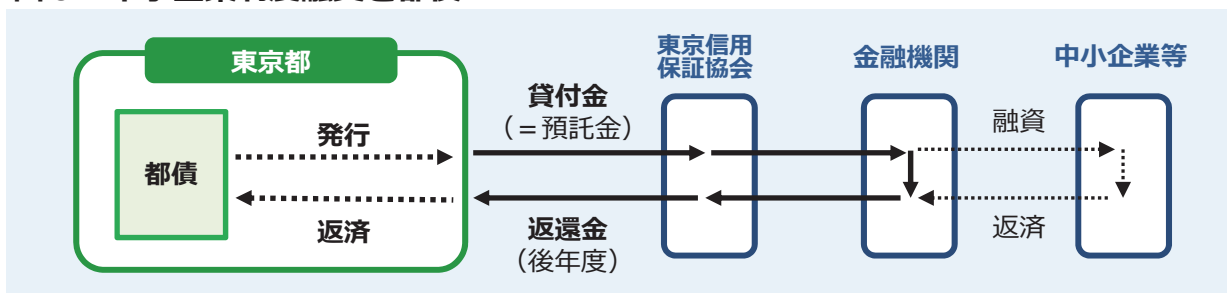 東京都
都債
発行
返済
貸付金
(=預託金)
返還金
(後年度)
東京信用
保証協会
金融機関
中小企業等
融資
返済